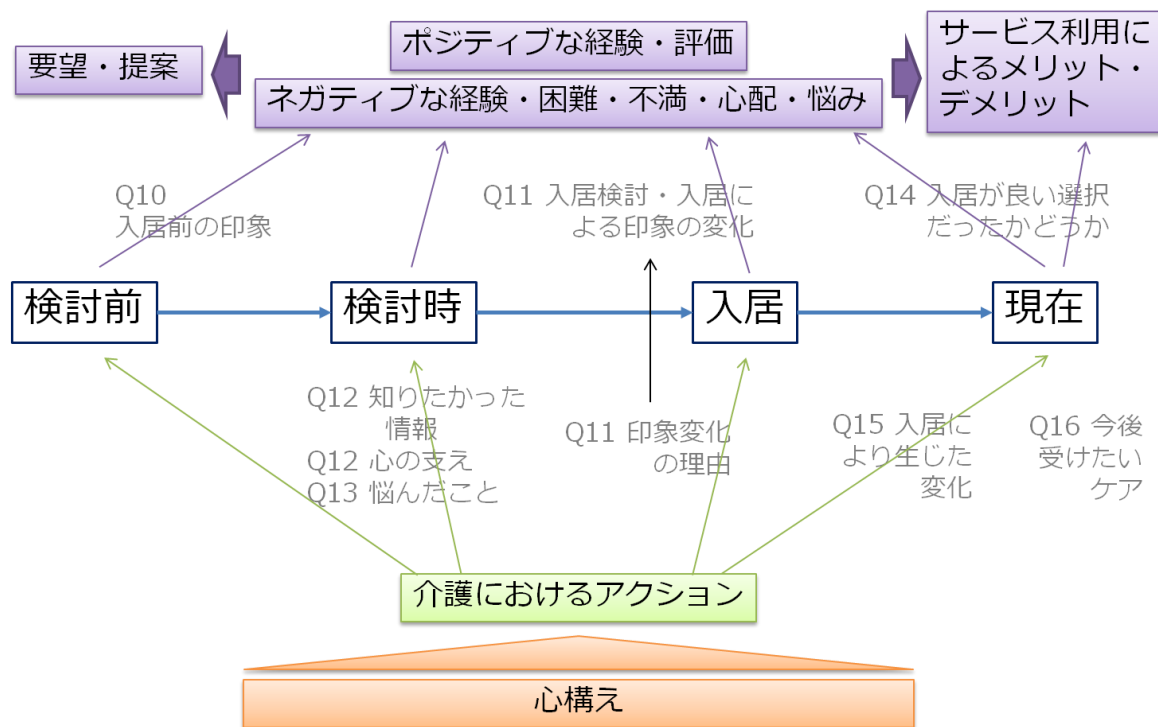 ポジティブな経験・評価
要望・提案
ネガティブな経験・困難・不満・心配・悩み
サービス利用に
よるメリット・
デメリット
Q10
入居前の印象
Q11 入居検討・入居に
よる印象の変化
Q14 入居が良い選択
だったかどうか
検討前
検討時
入居
現在
Q12 知りたかった
情報
Q12 心の支え
Q13 悩んだこと
Q11 印象変化
の理由
Q15 入居に
より生じた
変化
Q16 今後
受けたい
ケア
介護におけるアクション
心構え